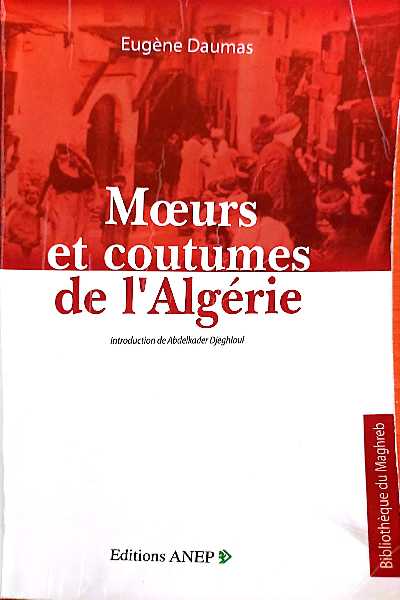 Eugène Daumas
Mœurs
et coutumes
de l'Algérie
Introduction de Abdelkader Djeghloul
Bibliothèque du Maghreb
Editions ANEP